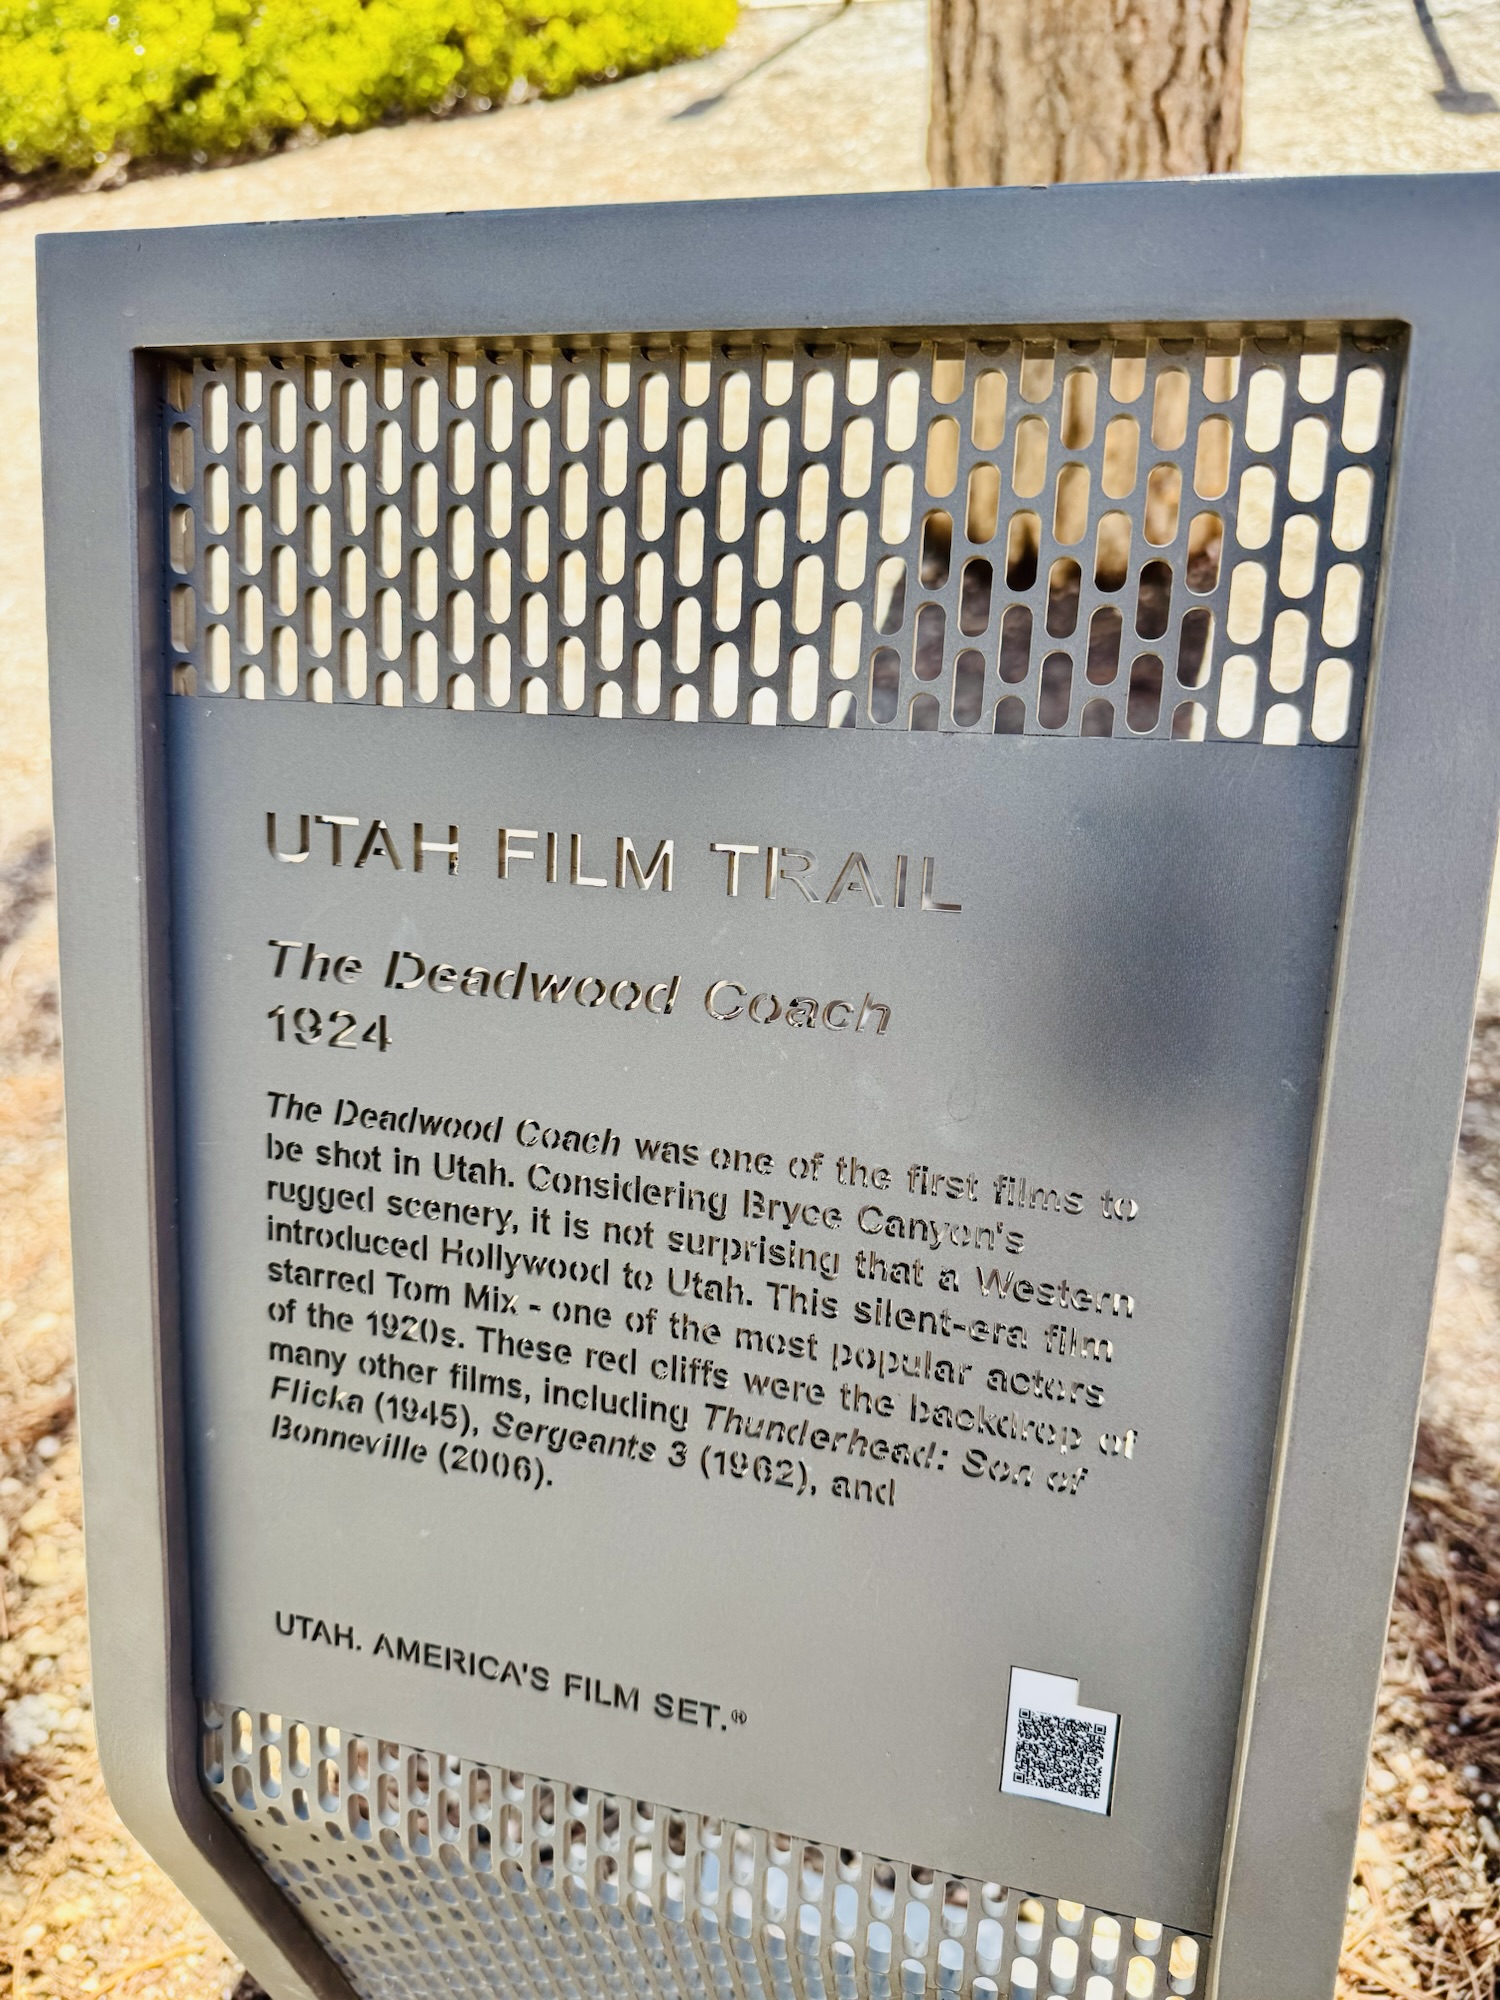 UTAH FILM TRAIL
The Deadwood Coach
1924
The Deadwood Coach was one of the first films to
be shot in Utah. Considering Bryce Canyon's
rugged scenery, it is not surprising that a Western
introduced Hollywood to Utah. This silent-era film
starred Tom Mix - one of the most popular actors
of the 1920s. These red cliffs were the backdrop of
many other films, including Thunderhead: Son of
Flicka (1945), Sergeants 3 (1962), and
Bonneville (2006).
UTAH. AMERICA'S FILM SET.®